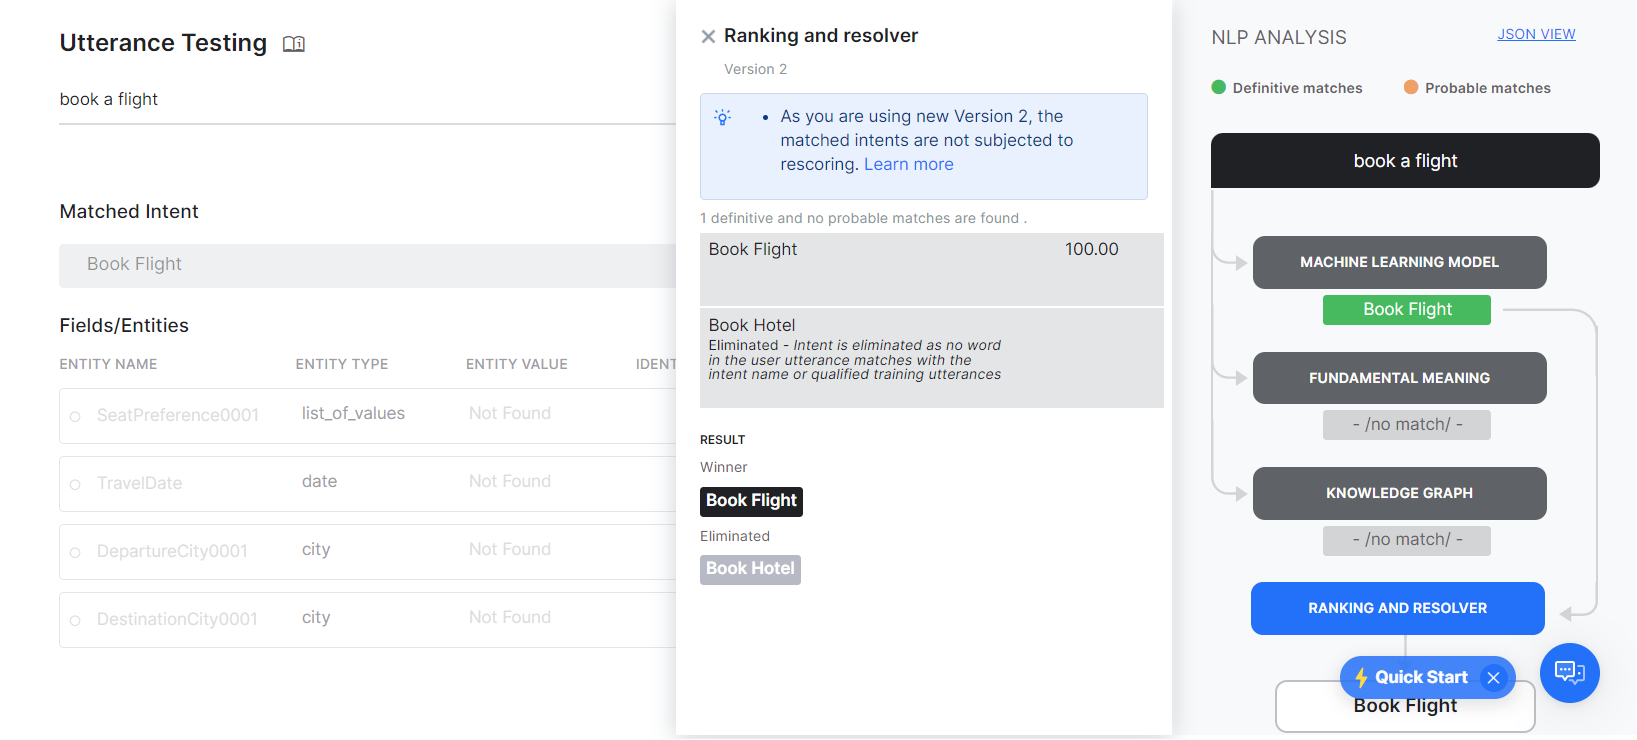 Utterance Testing
book a flight
Matched Intent
Book Flight
Fields/Entities
ENTITY NAME ENTITY TYPE ENTITY VALUE IDENT
SeatPreference0001 list_of_values Not Found
TravelDate date Not Found
DepartureCity0001 city Not Found
DestinationCity0001 city Not Found
Ranking and resolver
Version 2
• As you are using new Version 2, the
matched intents are not subjected to
rescoring. Learn more
1 definitive and no probable matches are found .
Book Flight 100.00
Book Hotel
Eliminated - Intent is eliminated as no word
in the user utterance matches with the
intent name or qualified training utterances
RESULT
Winner
Book Flight
Eliminated
Book Hotel
NLP ANALYSIS JSON VIEW
Definitive matches Probable matches
book a flight
MACHINE LEARNING MODEL
Book Flight
FUNDAMENTAL MEANING
- /no match/ -
KNOWLEDGE GRAPH
- /no match/ -
RANKING AND RESOLVER
Quick Start
Book Flight